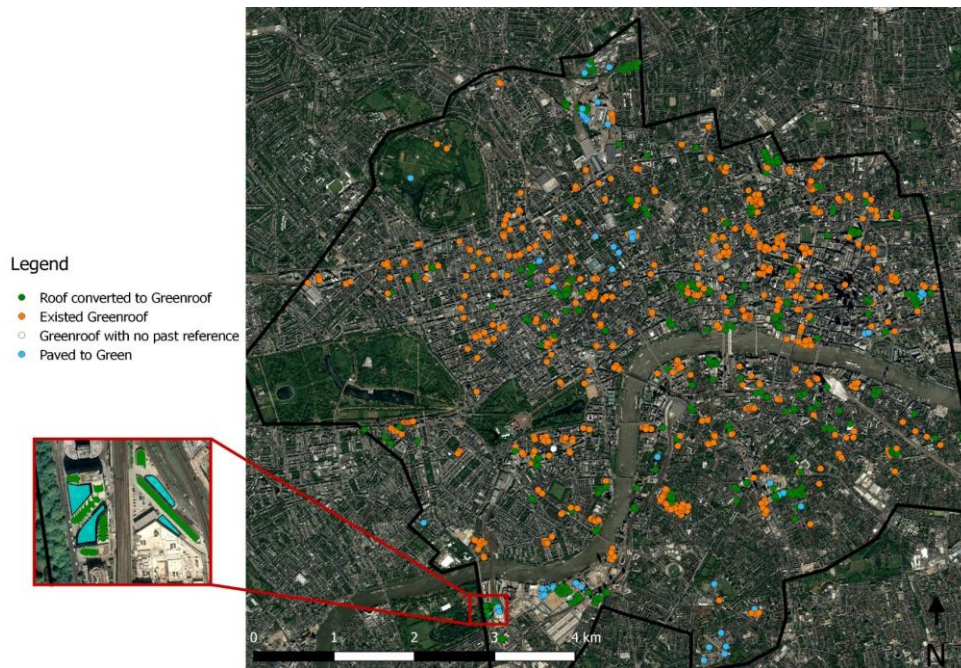 Legend
Roof converted to Greenroof
Existed Greenroof
Greenroof with no past reference
Paved to Green
0 1 2 3 4 km
N